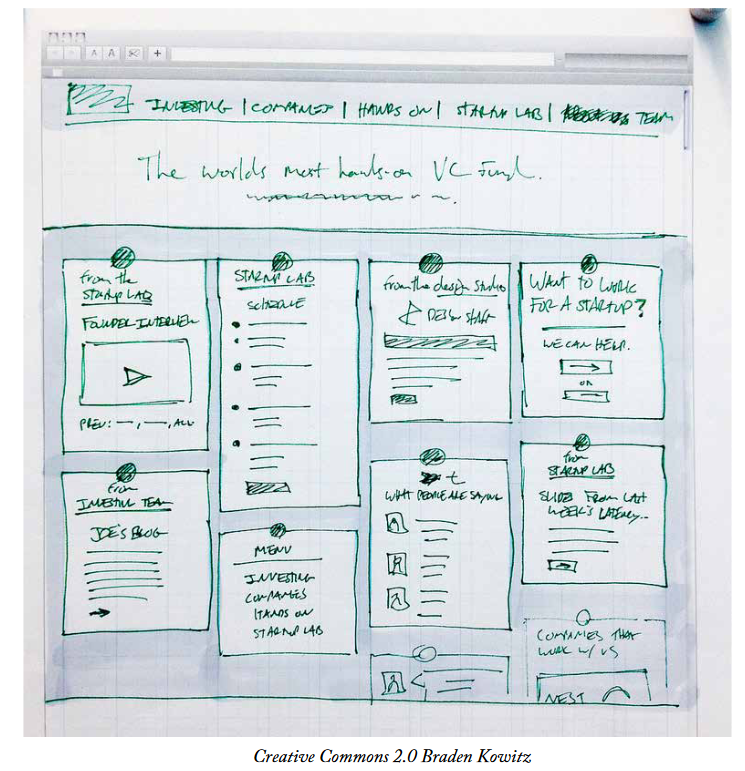 A A +
INVESTING | COMPANIES | HANDS ON | STARTUP LAB | TEAM
The worlds most hands-on VC Fund.
from the
STARTUP LAB
FOUNDER INTERVIEW
PREV: —, —, ALL
STARTUP LAB
SCHEDULE
from the design studio
DESIGN STAFF
WANT TO WORK
FOR A STARTUP?
WE CAN HELP.
OR
from
INVESTING TEAM
JOE'S BLOG
MENU
INVESTING
COMPANIES
HANDS ON
STARTUP LAB
t
WHAT PEOPLE ARE SAYING
from
STARTUP LAB
SLIDES FROM LAST
WEEK'S
COMPANIES THAT
WORK W/ US
NEST
Creative Commons 2.0 Braden Kowitz